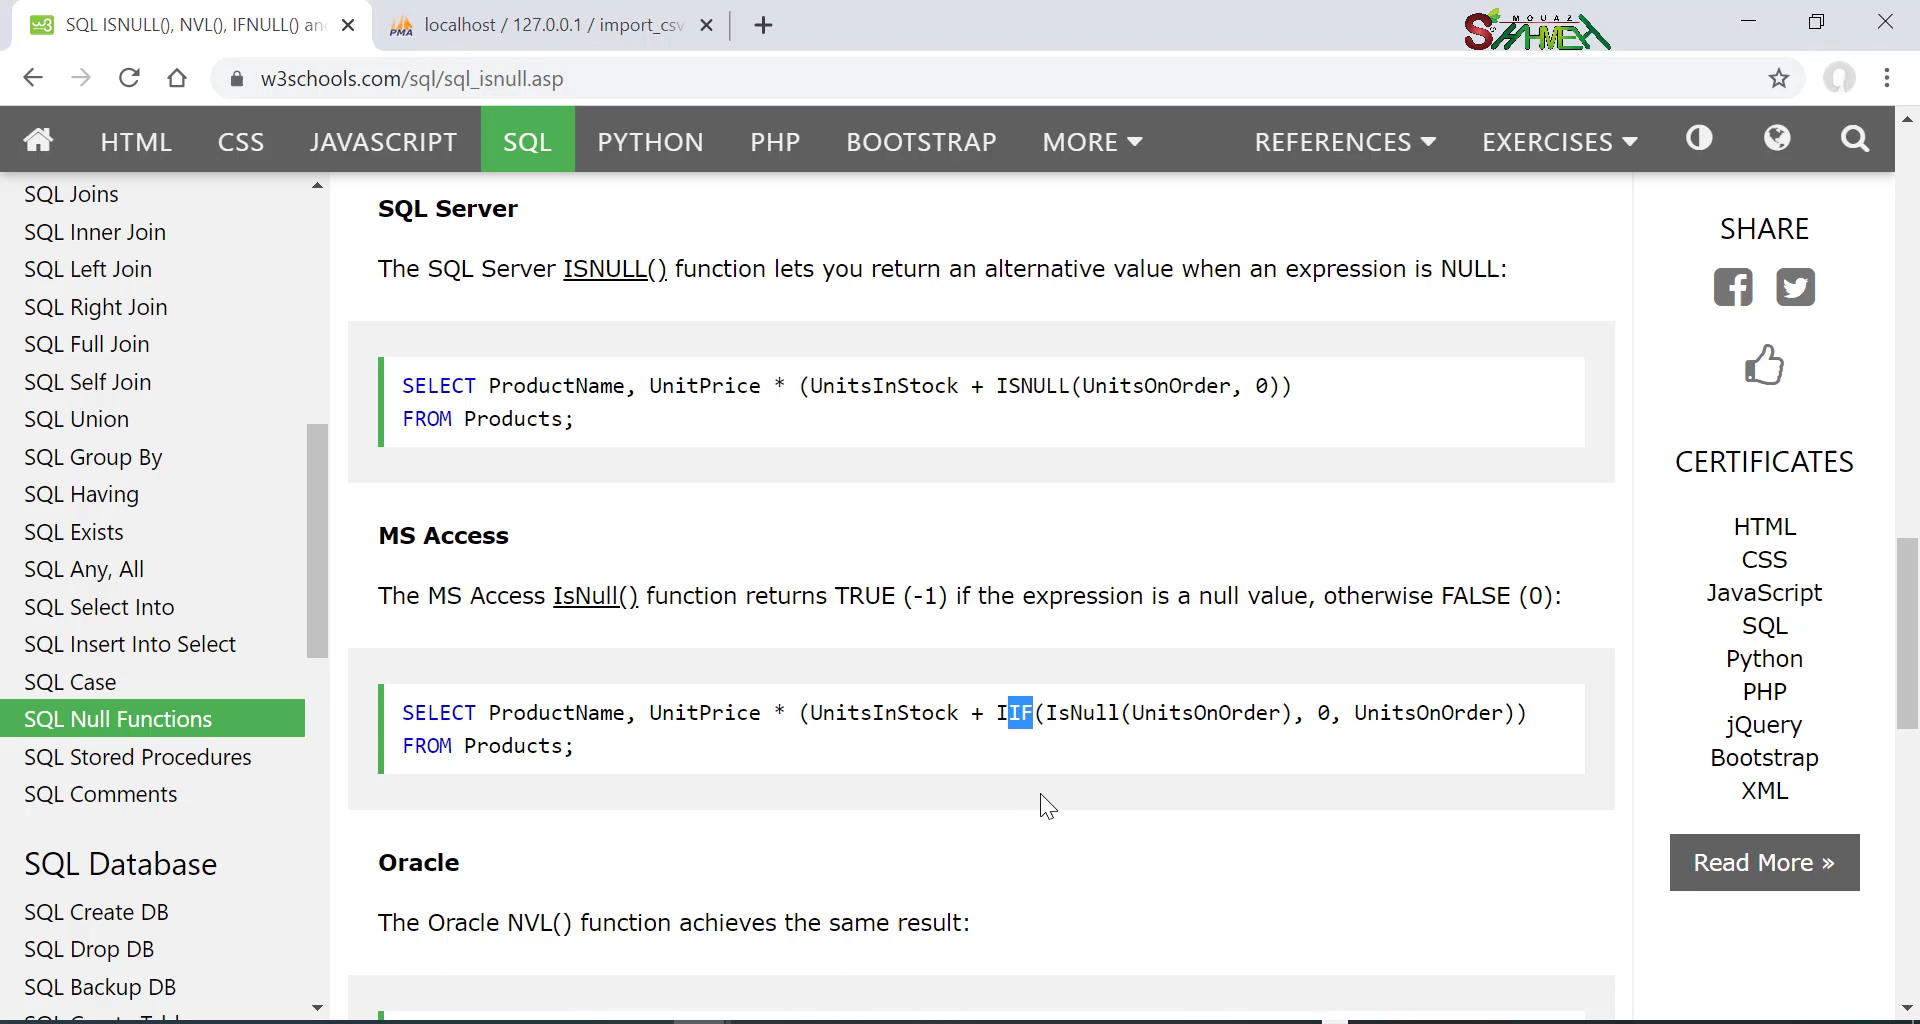 SQL ISNULL(), NVL(), IFNULL() an
localhost / 127.0.0.1 / import_csv
MOUAZ
SHAHMEH
w3schools.com/sql/sql_isnull.asp
HTML CSS JAVASCRIPT SQL PYTHON PHP BOOTSTRAP MORE REFERENCES EXERCISES
SQL Joins
SQL Inner Join
SQL Left Join
SQL Right Join
SQL Full Join
SQL Self Join
SQL Union
SQL Group By
SQL Having
SQL Exists
SQL Any, All
SQL Select Into
SQL Insert Into Select
SQL Case
SQL Null Functions
SQL Stored Procedures
SQL Comments
SQL Database
SQL Create DB
SQL Drop DB
SQL Backup DB
SQL Server
The SQL Server ISNULL() function lets you return an alternative value when an expression is NULL:
SELECT ProductName, UnitPrice * (UnitsInStock + ISNULL(UnitsOnOrder, 0))
FROM Products;
MS Access
The MS Access IsNull() function returns TRUE (-1) if the expression is a null value, otherwise FALSE (0):
SELECT ProductName, UnitPrice * (UnitsInStock + IIF(IsNull(UnitsOnOrder), 0, UnitsOnOrder))
FROM Products;
Oracle
The Oracle NVL() function achieves the same result:
SHARE
CERTIFICATES
HTML
CSS
JavaScript
SQL
Python
PHP
jQuery
Bootstrap
XML
Read More »